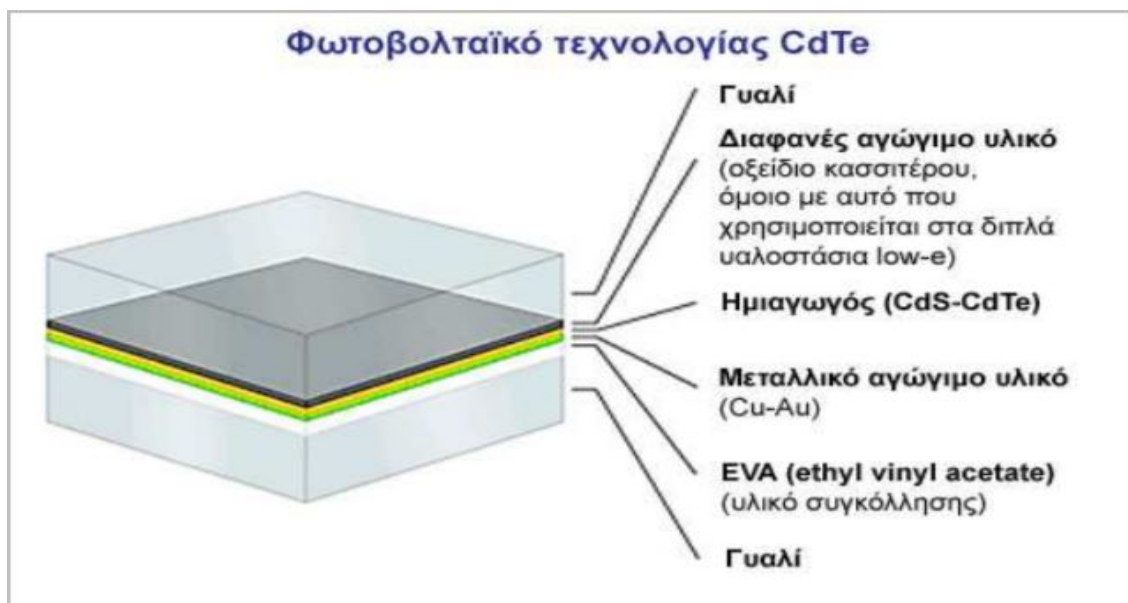 Φωτοβολταϊκό τεχνολογίας CdTe
Γυαλί
Διαφανές αγώγιμο υλικό
(οξείδιο κασσιτέρου,
όμοιο με αυτό που
χρησιμοποιείται στα διπλά
υαλοστάσια low-e)
Ημιαγωγός (CdS-CdTe)
Μεταλλικό αγώγιμο υλικό
(Cu-Au)
EVA (ethyl vinyl acetate)
(υλικό συγκόλλησης)
Γυαλί